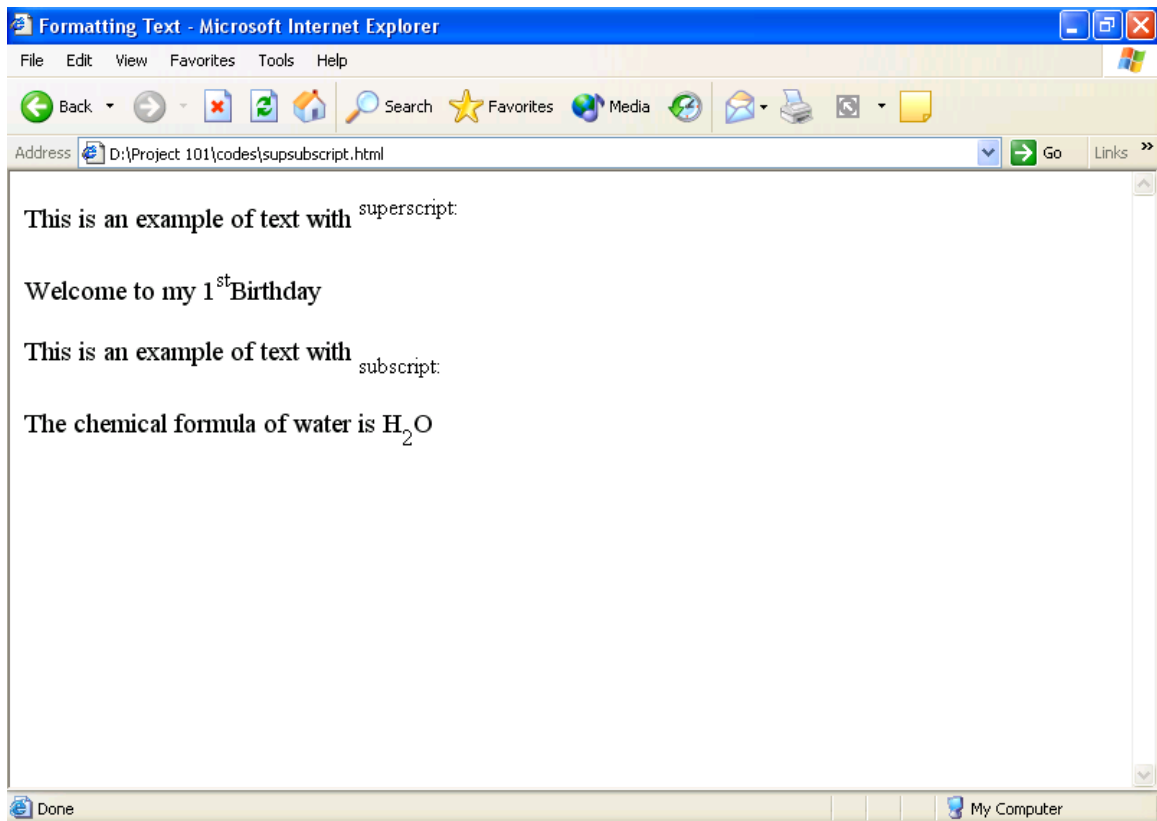 Formatting Text - Microsoft Internet Explorer
File Edit View Favorites Tools Help
Back Search Favorites Media
Address D:\Project 101\codes\supsubscript.html Go Links »
This is an example of text with superscript:
Welcome to my 1stBirthday
This is an example of text with subscript:
The chemical formula of water is H2O
Done My Computer